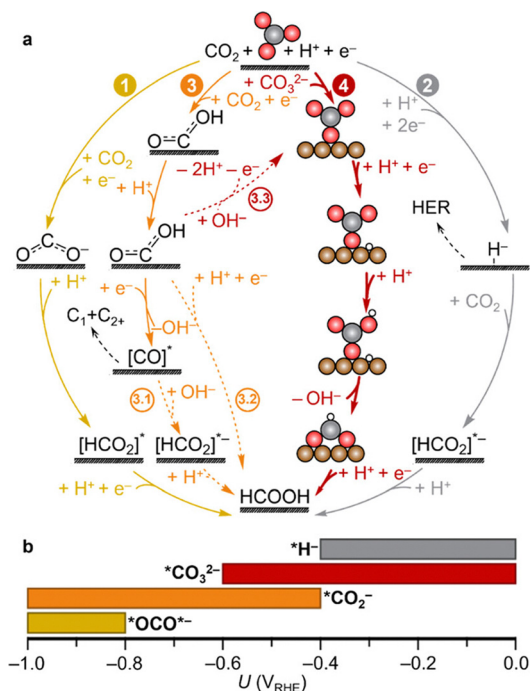 a
CO₂ + + H⁺ + e⁻
1
3
+ CO₃²⁻
4
2
+ CO₂ + e⁻
+ H⁺
+ 2e⁻
O C OH
+ CO₂
+ e⁻
+ H⁺
− 2H⁺ − e⁻
+ OH⁻
3.3
+ H⁺ + e⁻
HER
H⁻
O C O⁻
O C OH
+ H⁺
+ e⁻
+ H⁺ + e⁻
−OH⁻
+ H⁺
+ CO₂
C₁+C₂₊
[CO]*
3.1
+ OH⁻
3.2
− OH⁻
[HCO₂]*
[HCO₂]*⁻
[HCO₂]*⁻
+ H⁺ + e⁻
+ H⁺
HCOOH
+ H⁺ + e⁻
+ H⁺
b
*H⁻
*CO₃²⁻
*CO₂⁻
*OCO*⁻
−1.0 −0.8 −0.6 −0.4 −0.2 0.0
U (V_RHE)